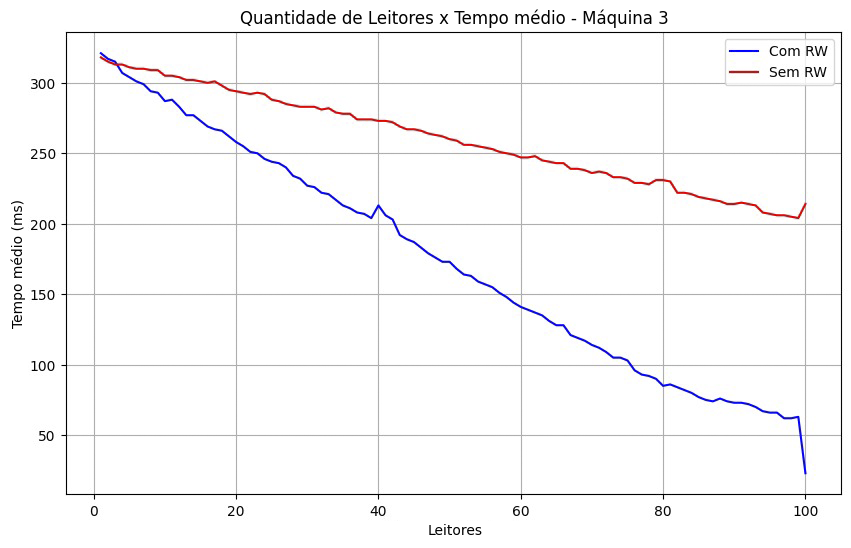 Quantidade de Leitores x Tempo médio - Máquina 3
Com RW
Sem RW
300
250
200
150
100
50
Tempo médio (ms)
0
20
40
60
80
100
Leitores